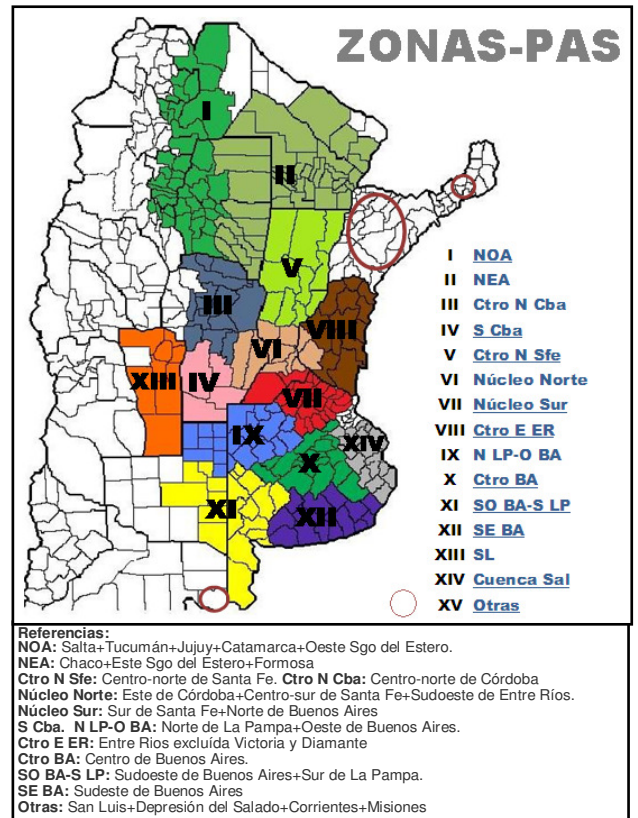 ZONAS-PAS
I
II
III
V
VI
VIII
XIII
IV
VII
IX
X
XIV
XI
XII
I NOA
II NEA
III Ctro N Cba
IV S Cba
V Ctro N Sfe
VI Núcleo Norte
VII Núcleo Sur
VIII Ctro E ER
IX N LP-O BA
X Ctro BA
XI SO BA-S LP
XII SE BA
XIII SL
XIV Cuenca Sal
XV Otras
Referencias:
NOA: Salta+Tucumán+Jujuy+Catamarca+Oeste Sgo del Estero.
NEA: Chaco+Este Sgo del Estero+Formosa
Ctro N Sfe: Centro-norte de Santa Fe. Ctro N Cba: Centro-norte de Córdoba
Núcleo Norte: Este de Córdoba+Centro-sur de Santa Fe+Sudoeste de Entre Ríos.
Núcleo Sur: Sur de Santa Fe+Norte de Buenos Aires
S Cba. N LP-O BA: Norte de La Pampa+Oeste de Buenos Aires.
Ctro E ER: Entre Rios excluída Victoria y Diamante
Ctro BA: Centro de Buenos Aires.
SO BA-S LP: Sudoeste de Buenos Aires+Sur de La Pampa.
SE BA: Sudeste de Buenos Aires
Otras: San Luis+Depresión del Salado+Corrientes+Misiones